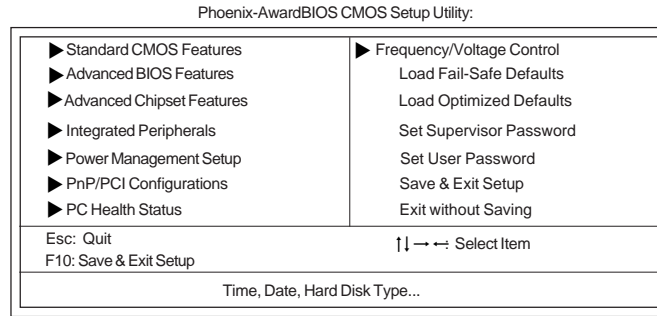 Phoenix-AwardBIOS CMOS Setup Utility:
▶ Standard CMOS Features
▶ Advanced BIOS Features
▶ Advanced Chipset Features
▶ Integrated Peripherals
▶ Power Management Setup
▶ PnP/PCI Configurations
▶ PC Health Status
▶ Frequency/Voltage Control
Load Fail-Safe Defaults
Load Optimized Defaults
Set Supervisor Password
Set User Password
Save & Exit Setup
Exit without Saving
Esc: Quit
F10: Save & Exit Setup
↑↓→←: Select Item
Time, Date, Hard Disk Type...